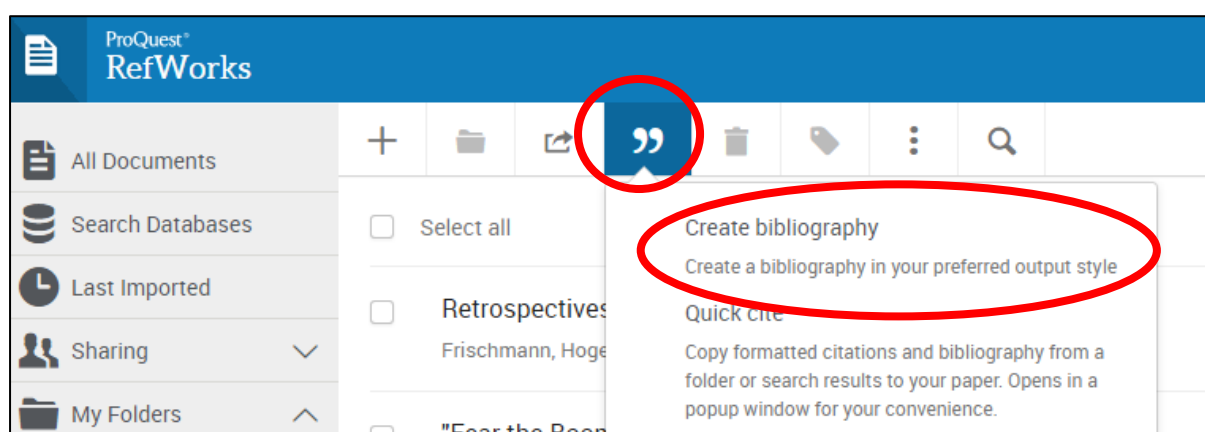 ProQuest®
RefWorks
All Documents
Search Databases
Last Imported
Sharing
My Folders
Select all
Retrospectives
Frischmann, Hoge
"Fear the
Create bibliography
Create a bibliography in your preferred output style
Quick cite
Copy formatted citations and bibliography from a
folder or search results to your paper. Opens in a
popup window for your convenience.